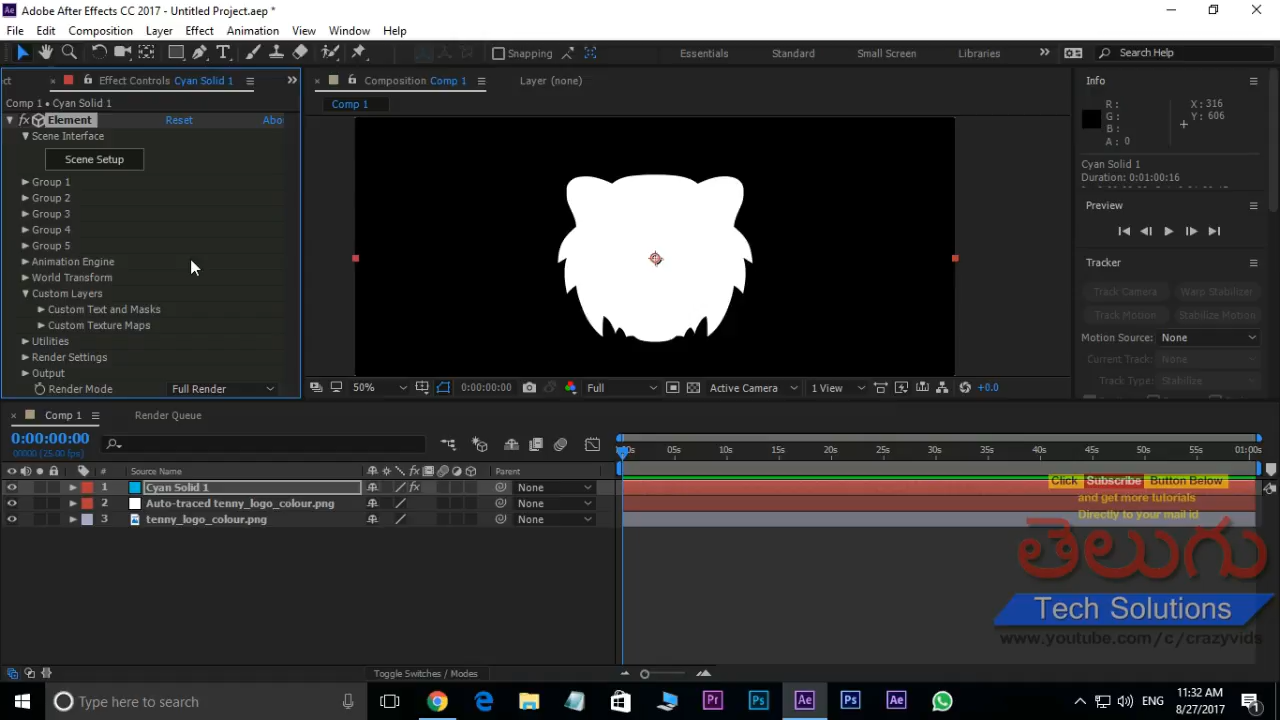 Adobe After Effects CC 2017 - Untitled Project.aep *
File Edit Composition Layer Effect Animation View Window Help
Snapping Essentials Standard Small Screen Libraries Search Help
ct Effect Controls Cyan Solid 1 Composition Comp 1 Layer (none) Info
Comp 1 • Cyan Solid 1 Comp 1
R: X: 316
G: Y: 606
B:
A: 0
Element Reset Abo
Scene Interface
Scene Setup
Cyan Solid 1
Duration: 0:01:00:16
Group 1
Group 2
Group 3
Group 4
Group 5
Animation Engine
World Transform
Custom Layers
Custom Text and Masks
Custom Texture Maps
Utilities
Render Settings
Output
Render Mode Full Render
Preview
Tracker
Track Camera Warp Stabilizer
Track Motion Stabilize Motion
Motion Source: None
Current Track: None
Track Type: Stabilize
50% 0:00:00:00 Full Active Camera 1 View +0.0
Comp 1 Render Queue
0:00:00:00
00000 (25.00 fps)
# Source Name Parent
1 Cyan Solid 1 None
2 Auto-traced tenny_logo_colour.png None
3 tenny_logo_colour.png None
:00s 05s 10s 15s 20s 25s 30s 35s 40s 45s 50s 55s 01:00s
Click Subscribe Button Below
and get more tutorials
Directly to your mail id
తెలుగు
Tech Solutions
www.youtube.com/c/crazyvids
Toggle Switches / Modes
Type here to search
ENG
11:32 AM
8/27/2017